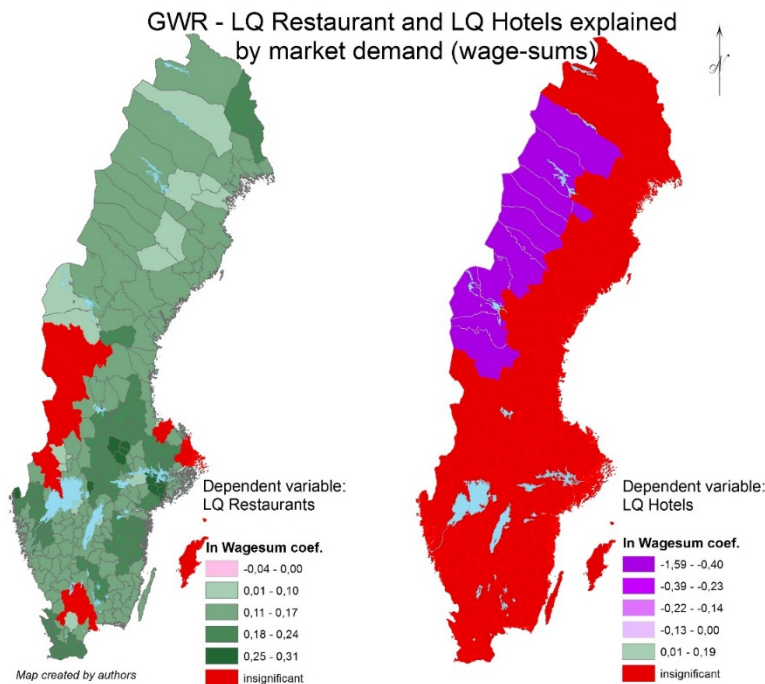 GWR - LQ Restaurant and LQ Hotels explained
by market demand (wage-sums)
N
Dependent variable:
LQ Restaurants
ln Wagesum coef.
-0,04 - 0,00
0,01 - 0,10
0,11 - 0,17
0,18 - 0,24
0,25 - 0,31
insignificant
Map created by authors
Dependent variable:
LQ Hotels
ln Wagesum coef.
-1,59 - -0,40
-0,39 - -0,23
-0,22 - -0,14
-0,13 - 0,00
0,01 - 0,19
insignificant